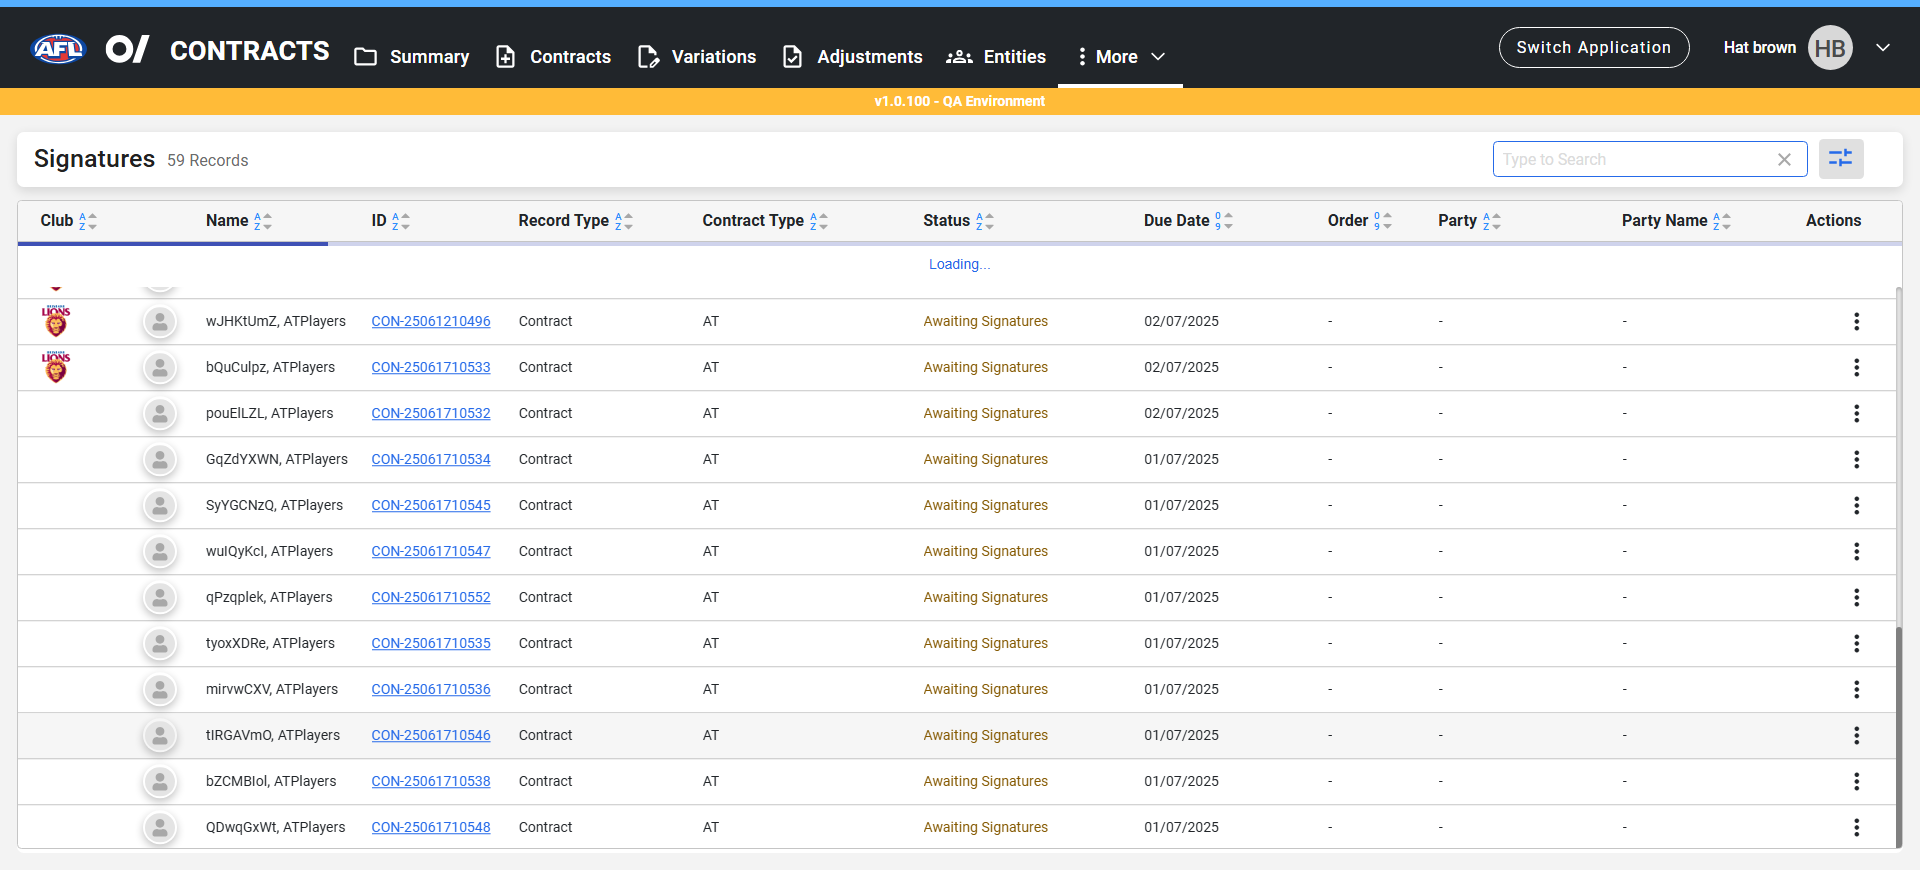 AFL CONTRACTS Summary Contracts Variations Adjustments Entities More Switch Application Hat brown HB
v1.0.100 - QA Environment
Signatures 59 Records Type to Search
Club Name ID Record Type Contract Type Status Due Date Order Party Party Name Actions
Loading...
LIONS wJHKtUmZ, ATPlayers CON-25061210496 Contract AT Awaiting Signatures 02/07/2025 - - -
LIONS bQuCulpz, ATPlayers CON-25061710533 Contract AT Awaiting Signatures 02/07/2025 - - -
pouElLZL, ATPlayers CON-25061710532 Contract AT Awaiting Signatures 02/07/2025 - - -
GqZdYXWN, ATPlayers CON-25061710534 Contract AT Awaiting Signatures 01/07/2025 - - -
SyYGCNzQ, ATPlayers CON-25061710545 Contract AT Awaiting Signatures 01/07/2025 - - -
wuIQyKcI, ATPlayers CON-25061710547 Contract AT Awaiting Signatures 01/07/2025 - - -
qPzqplek, ATPlayers CON-25061710552 Contract AT Awaiting Signatures 01/07/2025 - - -
tyoxXDRe, ATPlayers CON-25061710535 Contract AT Awaiting Signatures 01/07/2025 - - -
mirvwCXV, ATPlayers CON-25061710536 Contract AT Awaiting Signatures 01/07/2025 - - -
tIRGAVmO, ATPlayers CON-25061710546 Contract AT Awaiting Signatures 01/07/2025 - - -
bZCMBIol, ATPlayers CON-25061710538 Contract AT Awaiting Signatures 01/07/2025 - - -
QDwqGxWt, ATPlayers CON-25061710548 Contract AT Awaiting Signatures 01/07/2025 - - -